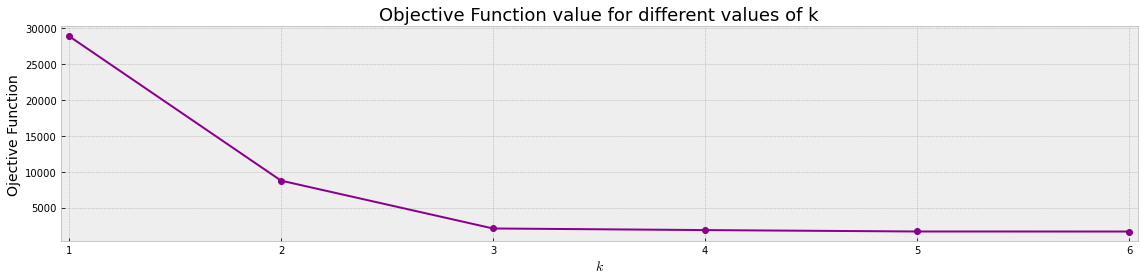 Objective Function value for different values of k
Ojective Function
30000
25000
20000
15000
10000
5000
1 2 3 4 5 6
k